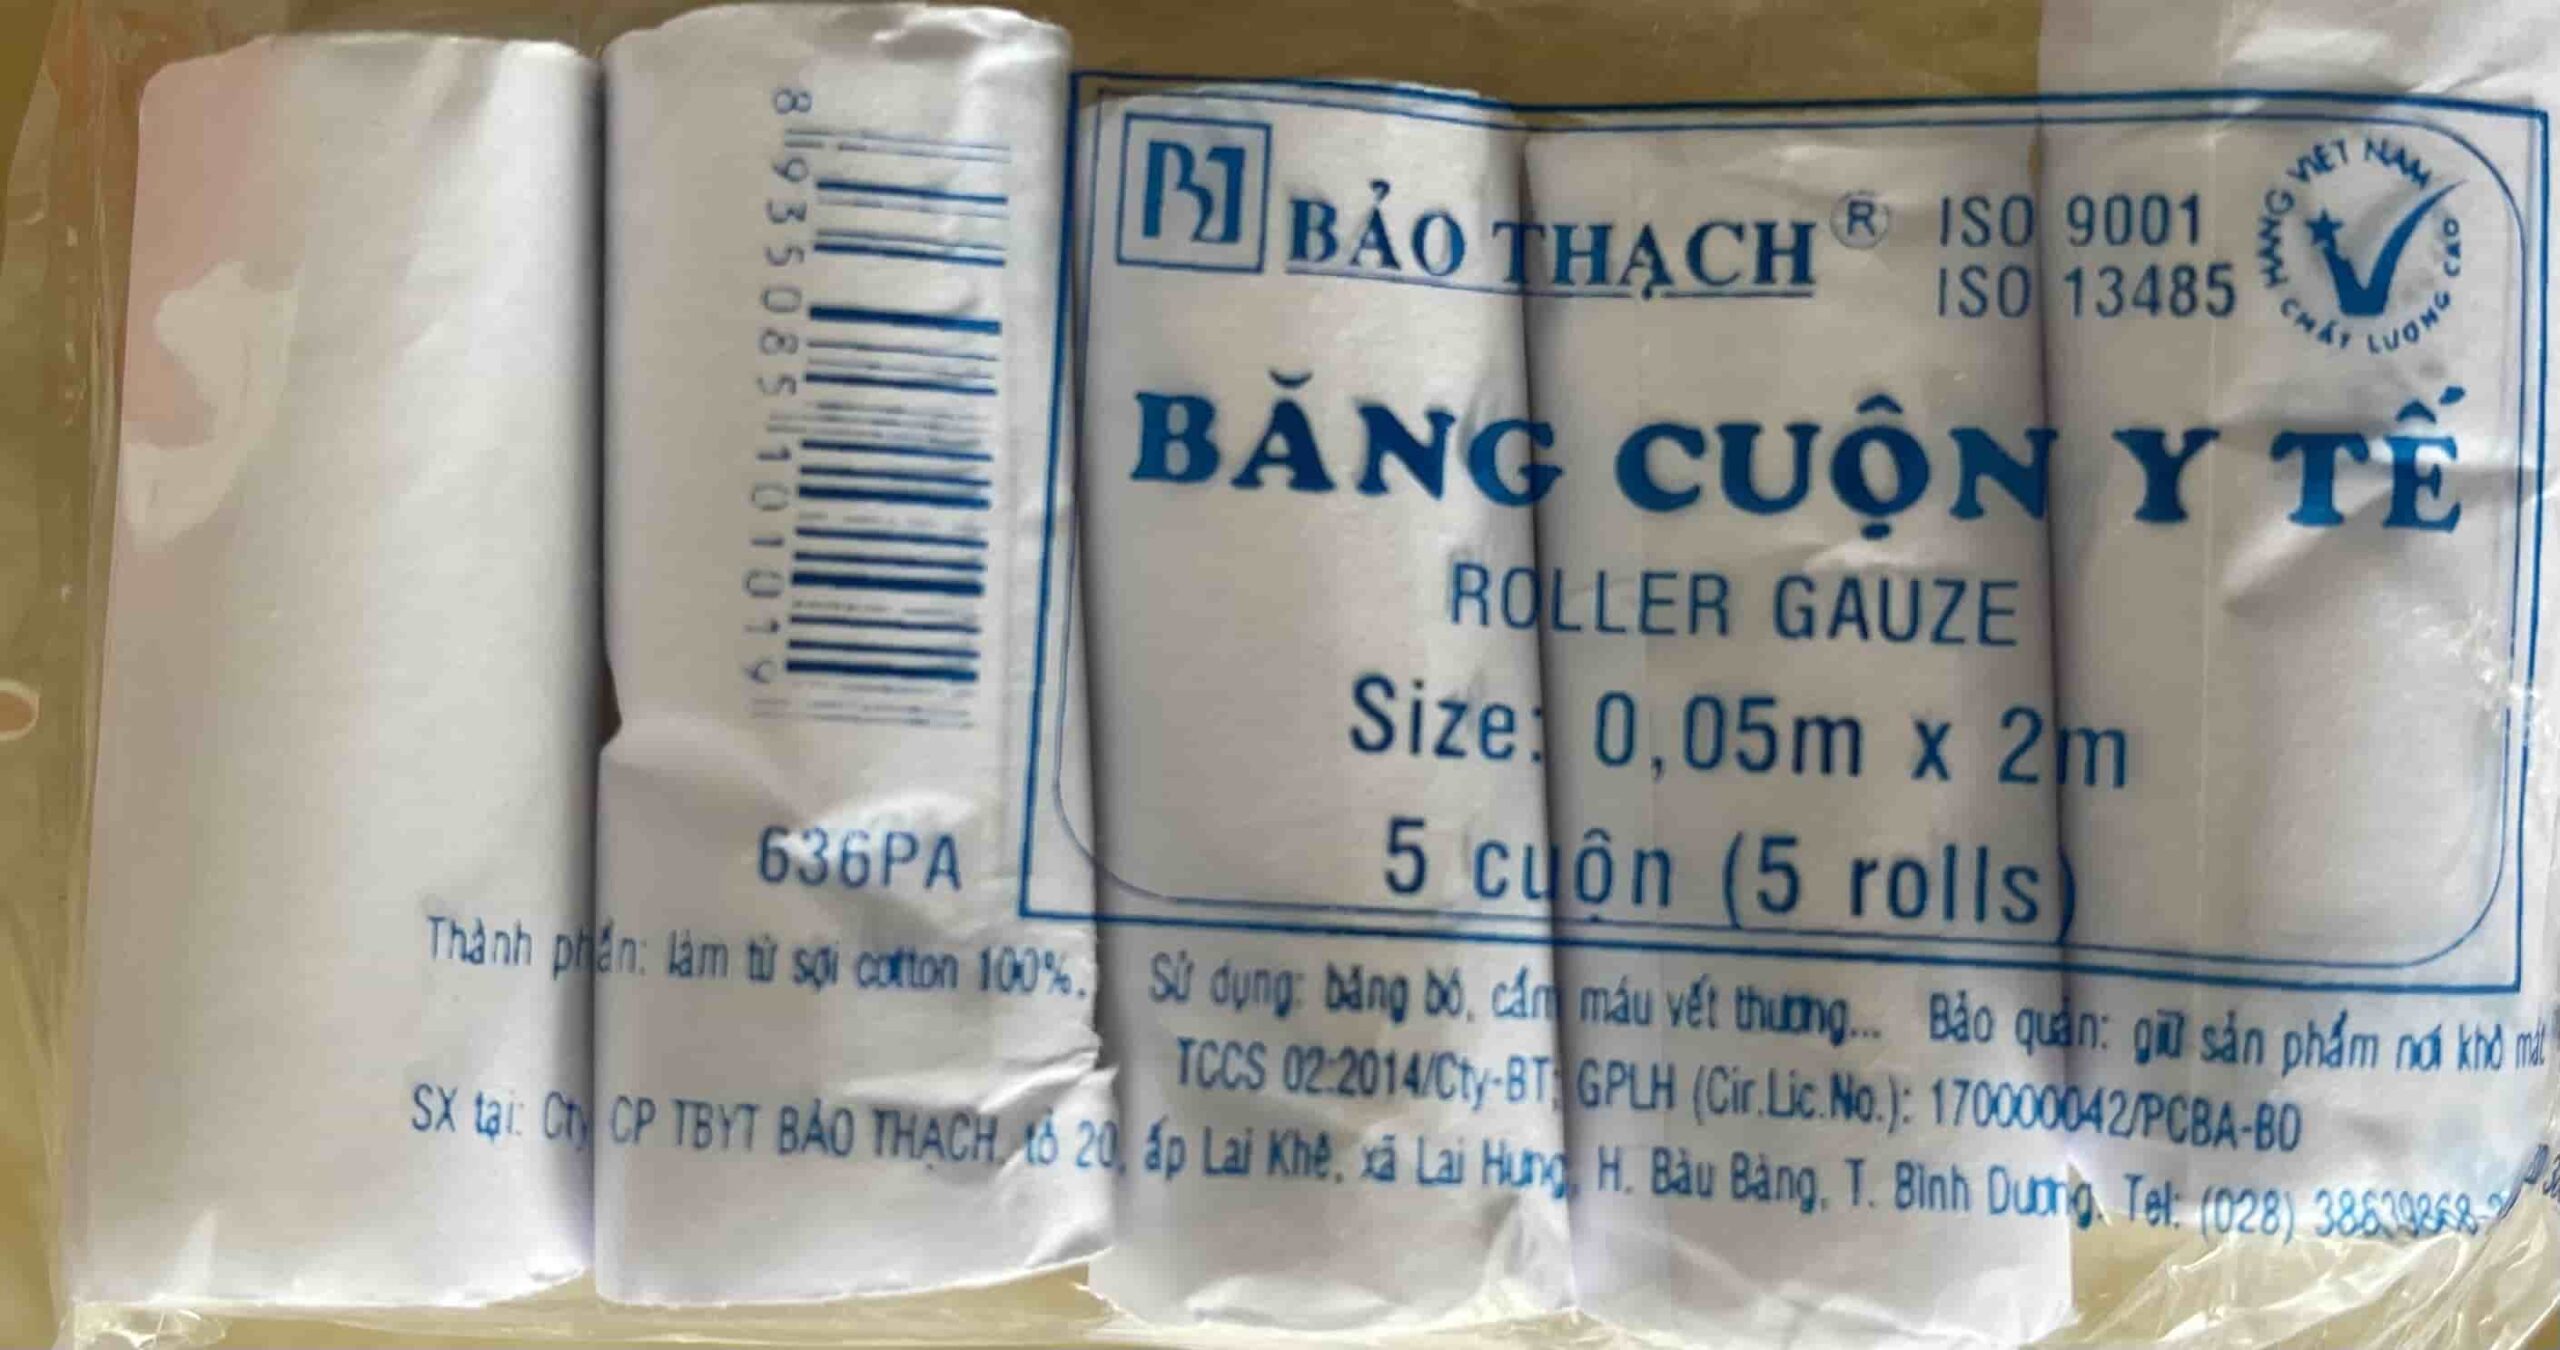 8 935085 101019
636PA
BẢO THẠCH ®
ISO 9001
ISO 13485
HÀNG VIỆT NAM CHẤT LƯỢNG CAO
BĂNG CUỘN Y TẾ
ROLLER GAUZE
Size: 0,05m x 2m
5 cuộn (5 rolls)
Thành phần: làm từ sợi cotton 100%. Sử dụng: băng bó, cầm máu vết thương... Bảo quản: giữ sản phẩm nơi khô mát
TCCS 02:2014/Cty-BT; GPLH (Cir.Lic.No.): 170000042/PCBA-BD
SX tại: Cty CP TBYT BẢO THẠCH, tổ 20, ấp Lai Khê, xã Lai Hưng, H. Bàu Bàng, T. Bình Dương. Tel: (028) 38639868